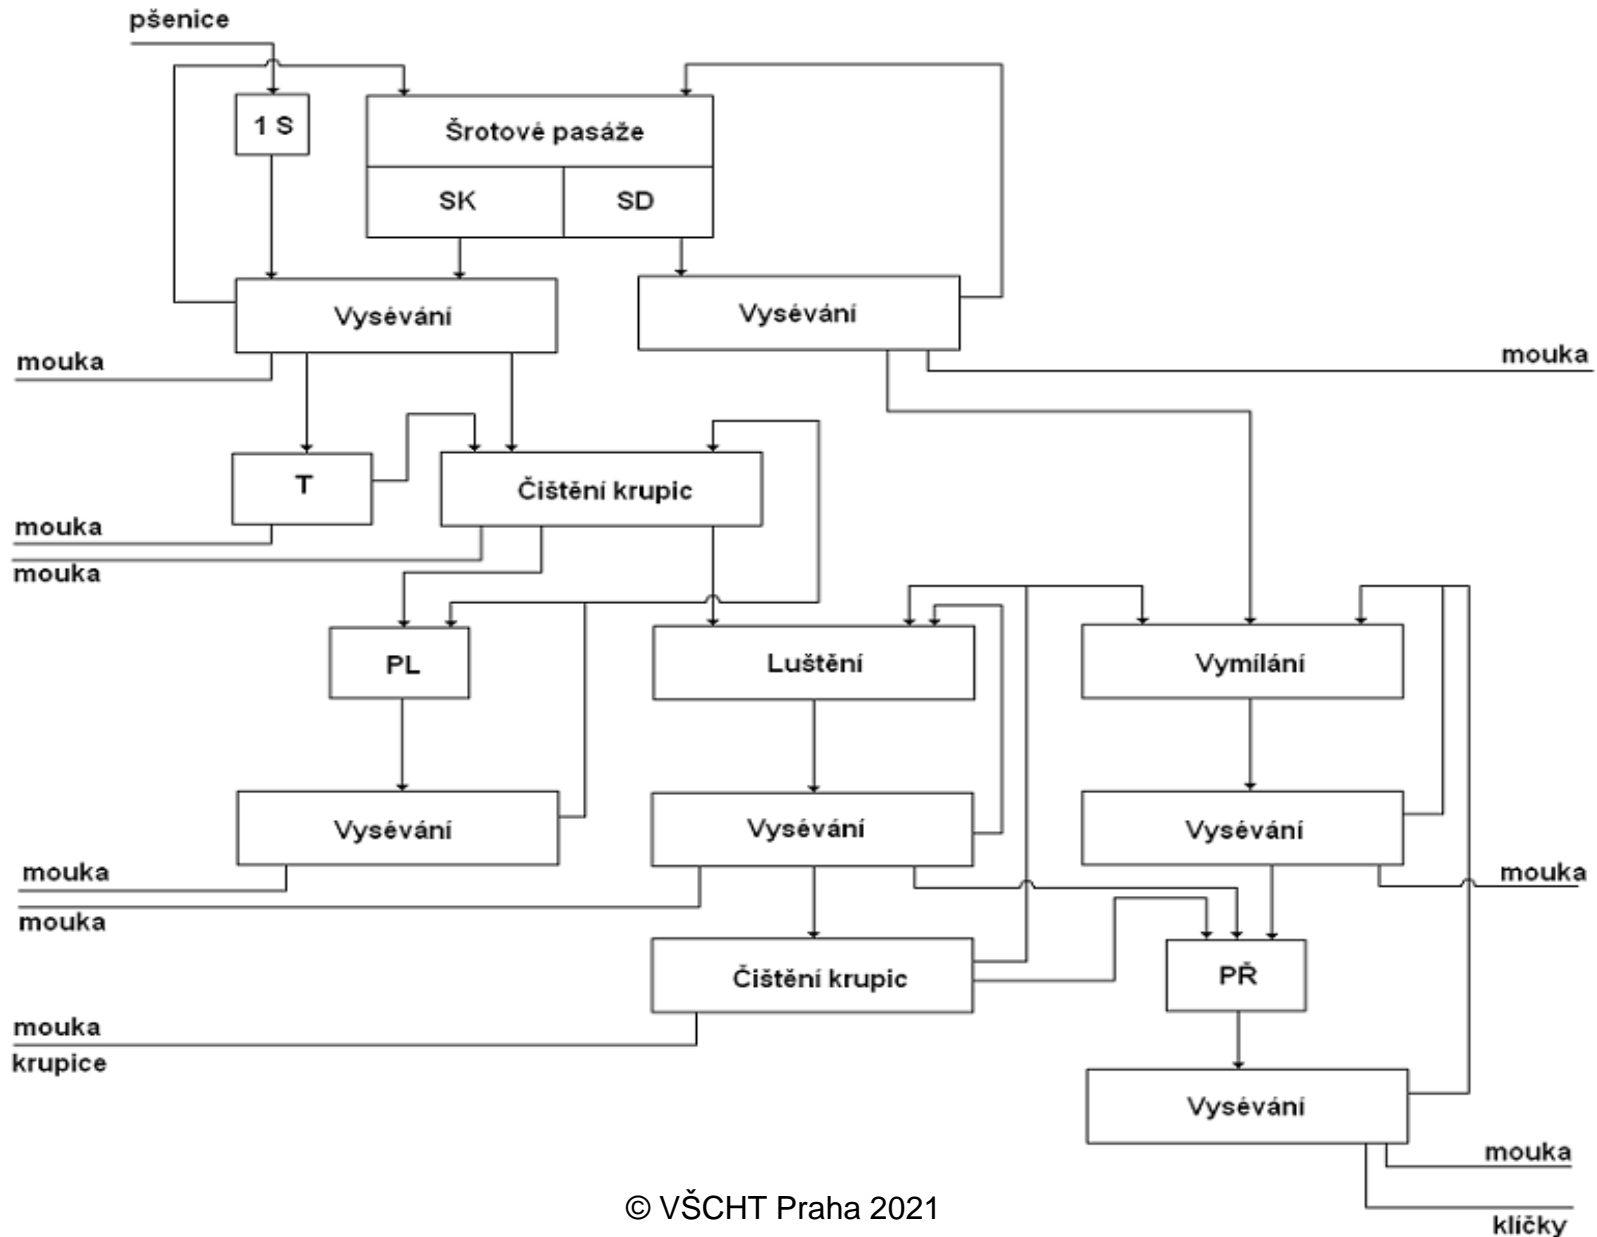 pšenice
1 S
Šrotové pasáže
SK
SD
Vysévání
Vysévání
mouka
mouka
T
Čištění krupic
mouka
mouka
PL
Luštění
Vymílání
Vysévání
Vysévání
Vysévání
mouka
mouka
mouka
Čištění krupic
PŘ
mouka
krupice
Vysévání
mouka
klíčky
© VŠCHT Praha 2021